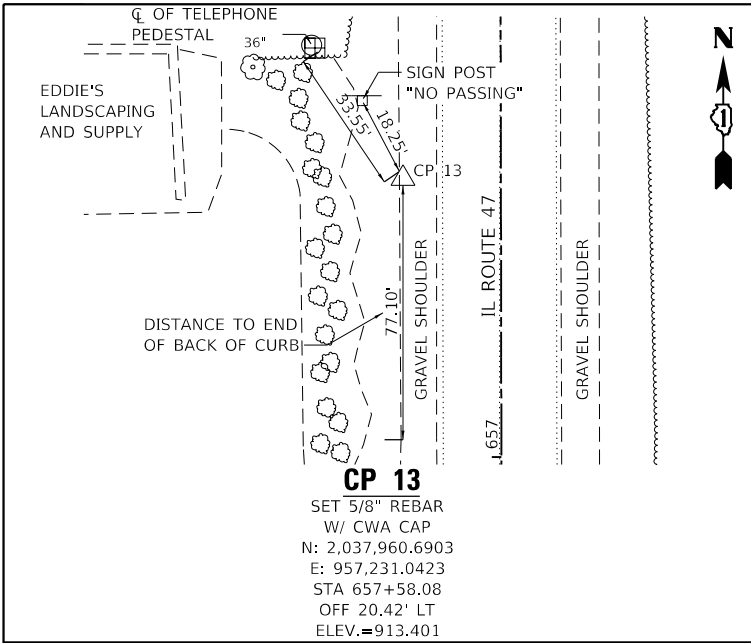 ℄ OF TELEPHONE
PEDESTAL
36"
EDDIE'S
LANDSCAPING
AND SUPPLY
SIGN POST
"NO PASSING"
33.55'
18.25'
CP 13
N
1
DISTANCE TO END
OF BACK OF CURB
77.10'
GRAVEL SHOULDER
IL ROUTE 47
GRAVEL SHOULDER
657
CP 13
SET 5/8" REBAR
W/ CWA CAP
N: 2,037,960.6903
E: 957,231.0423
STA 657+58.08
OFF 20.42' LT
ELEV.=913.401